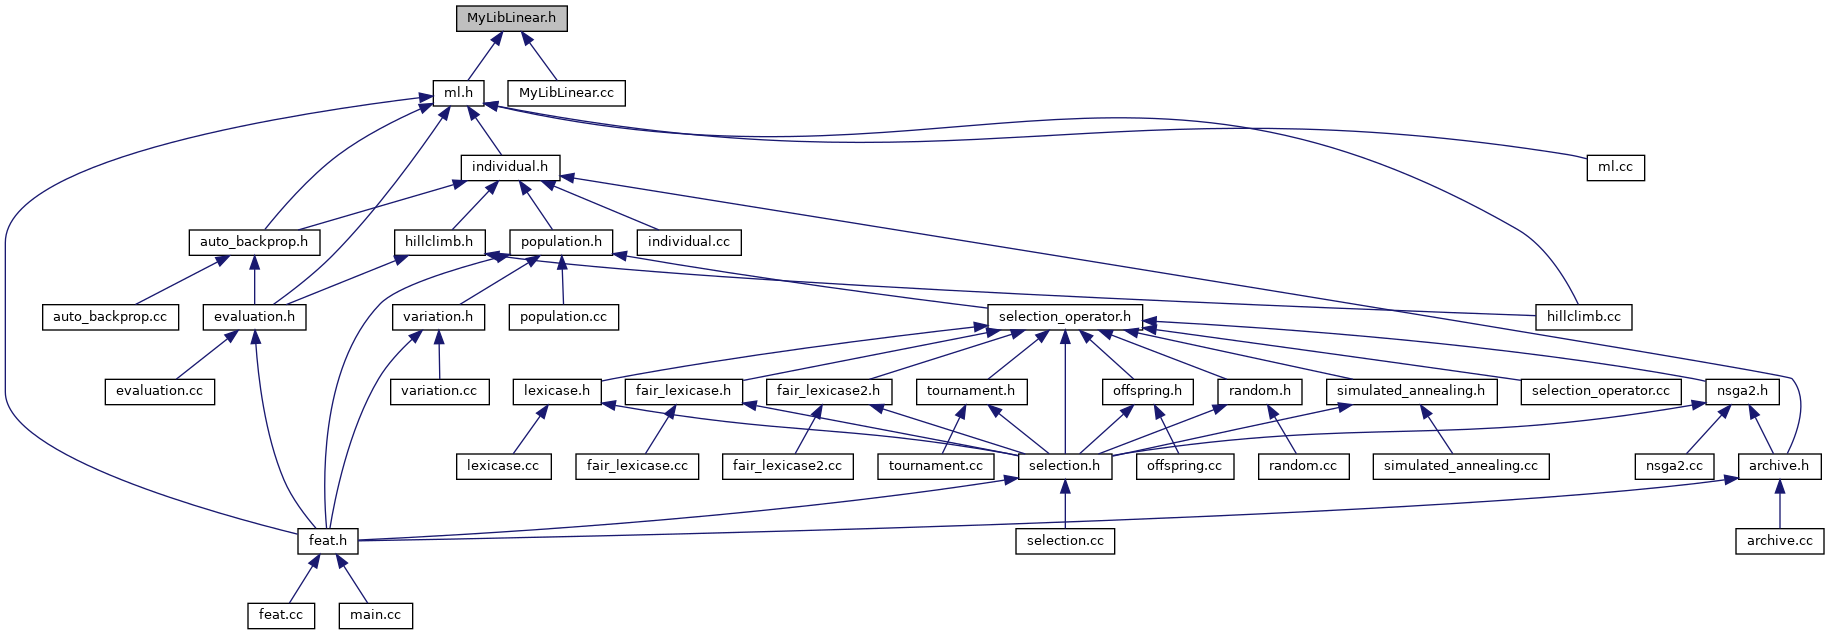 MyLibLinear.h
ml.h
MyLibLinear.cc
individual.h
ml.cc
auto_backprop.h
hillclimb.h
population.h
individual.cc
auto_backprop.cc
evaluation.h
variation.h
population.cc
selection_operator.h
hillclimb.cc
evaluation.cc
variation.cc
lexicase.h
fair_lexicase.h
fair_lexicase2.h
tournament.h
offspring.h
random.h
simulated_annealing.h
selection_operator.cc
nsga2.h
lexicase.cc
fair_lexicase.cc
fair_lexicase2.cc
tournament.cc
selection.h
offspring.cc
random.cc
simulated_annealing.cc
nsga2.cc
archive.h
feat.h
selection.cc
archive.cc
feat.cc
main.cc